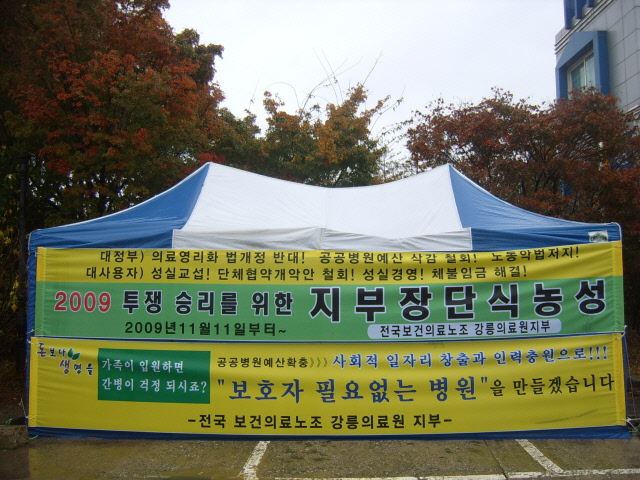 대정부) 의료영리화 법개정 반대! 공공병원예산 삭감 철회! 노동악법저지!
대사용자) 성실교섭! 단체협약개악안 철회! 성실경영! 체불임금 해결!
2009 투쟁 승리를 위한 지부장단식농성
2009년11월11일부터~
전국보건의료노조 강릉의료원지부
돈보다
생명을
가족이 입원하면
간병이 걱정 되시죠?
공공병원예산확충〉〉〉 사회적 일자리 창출과 인력충원으로!!!
"보호자 필요없는 병원"을 만들겠습니다
-전국 보건의료노조 강릉의료원 지부-